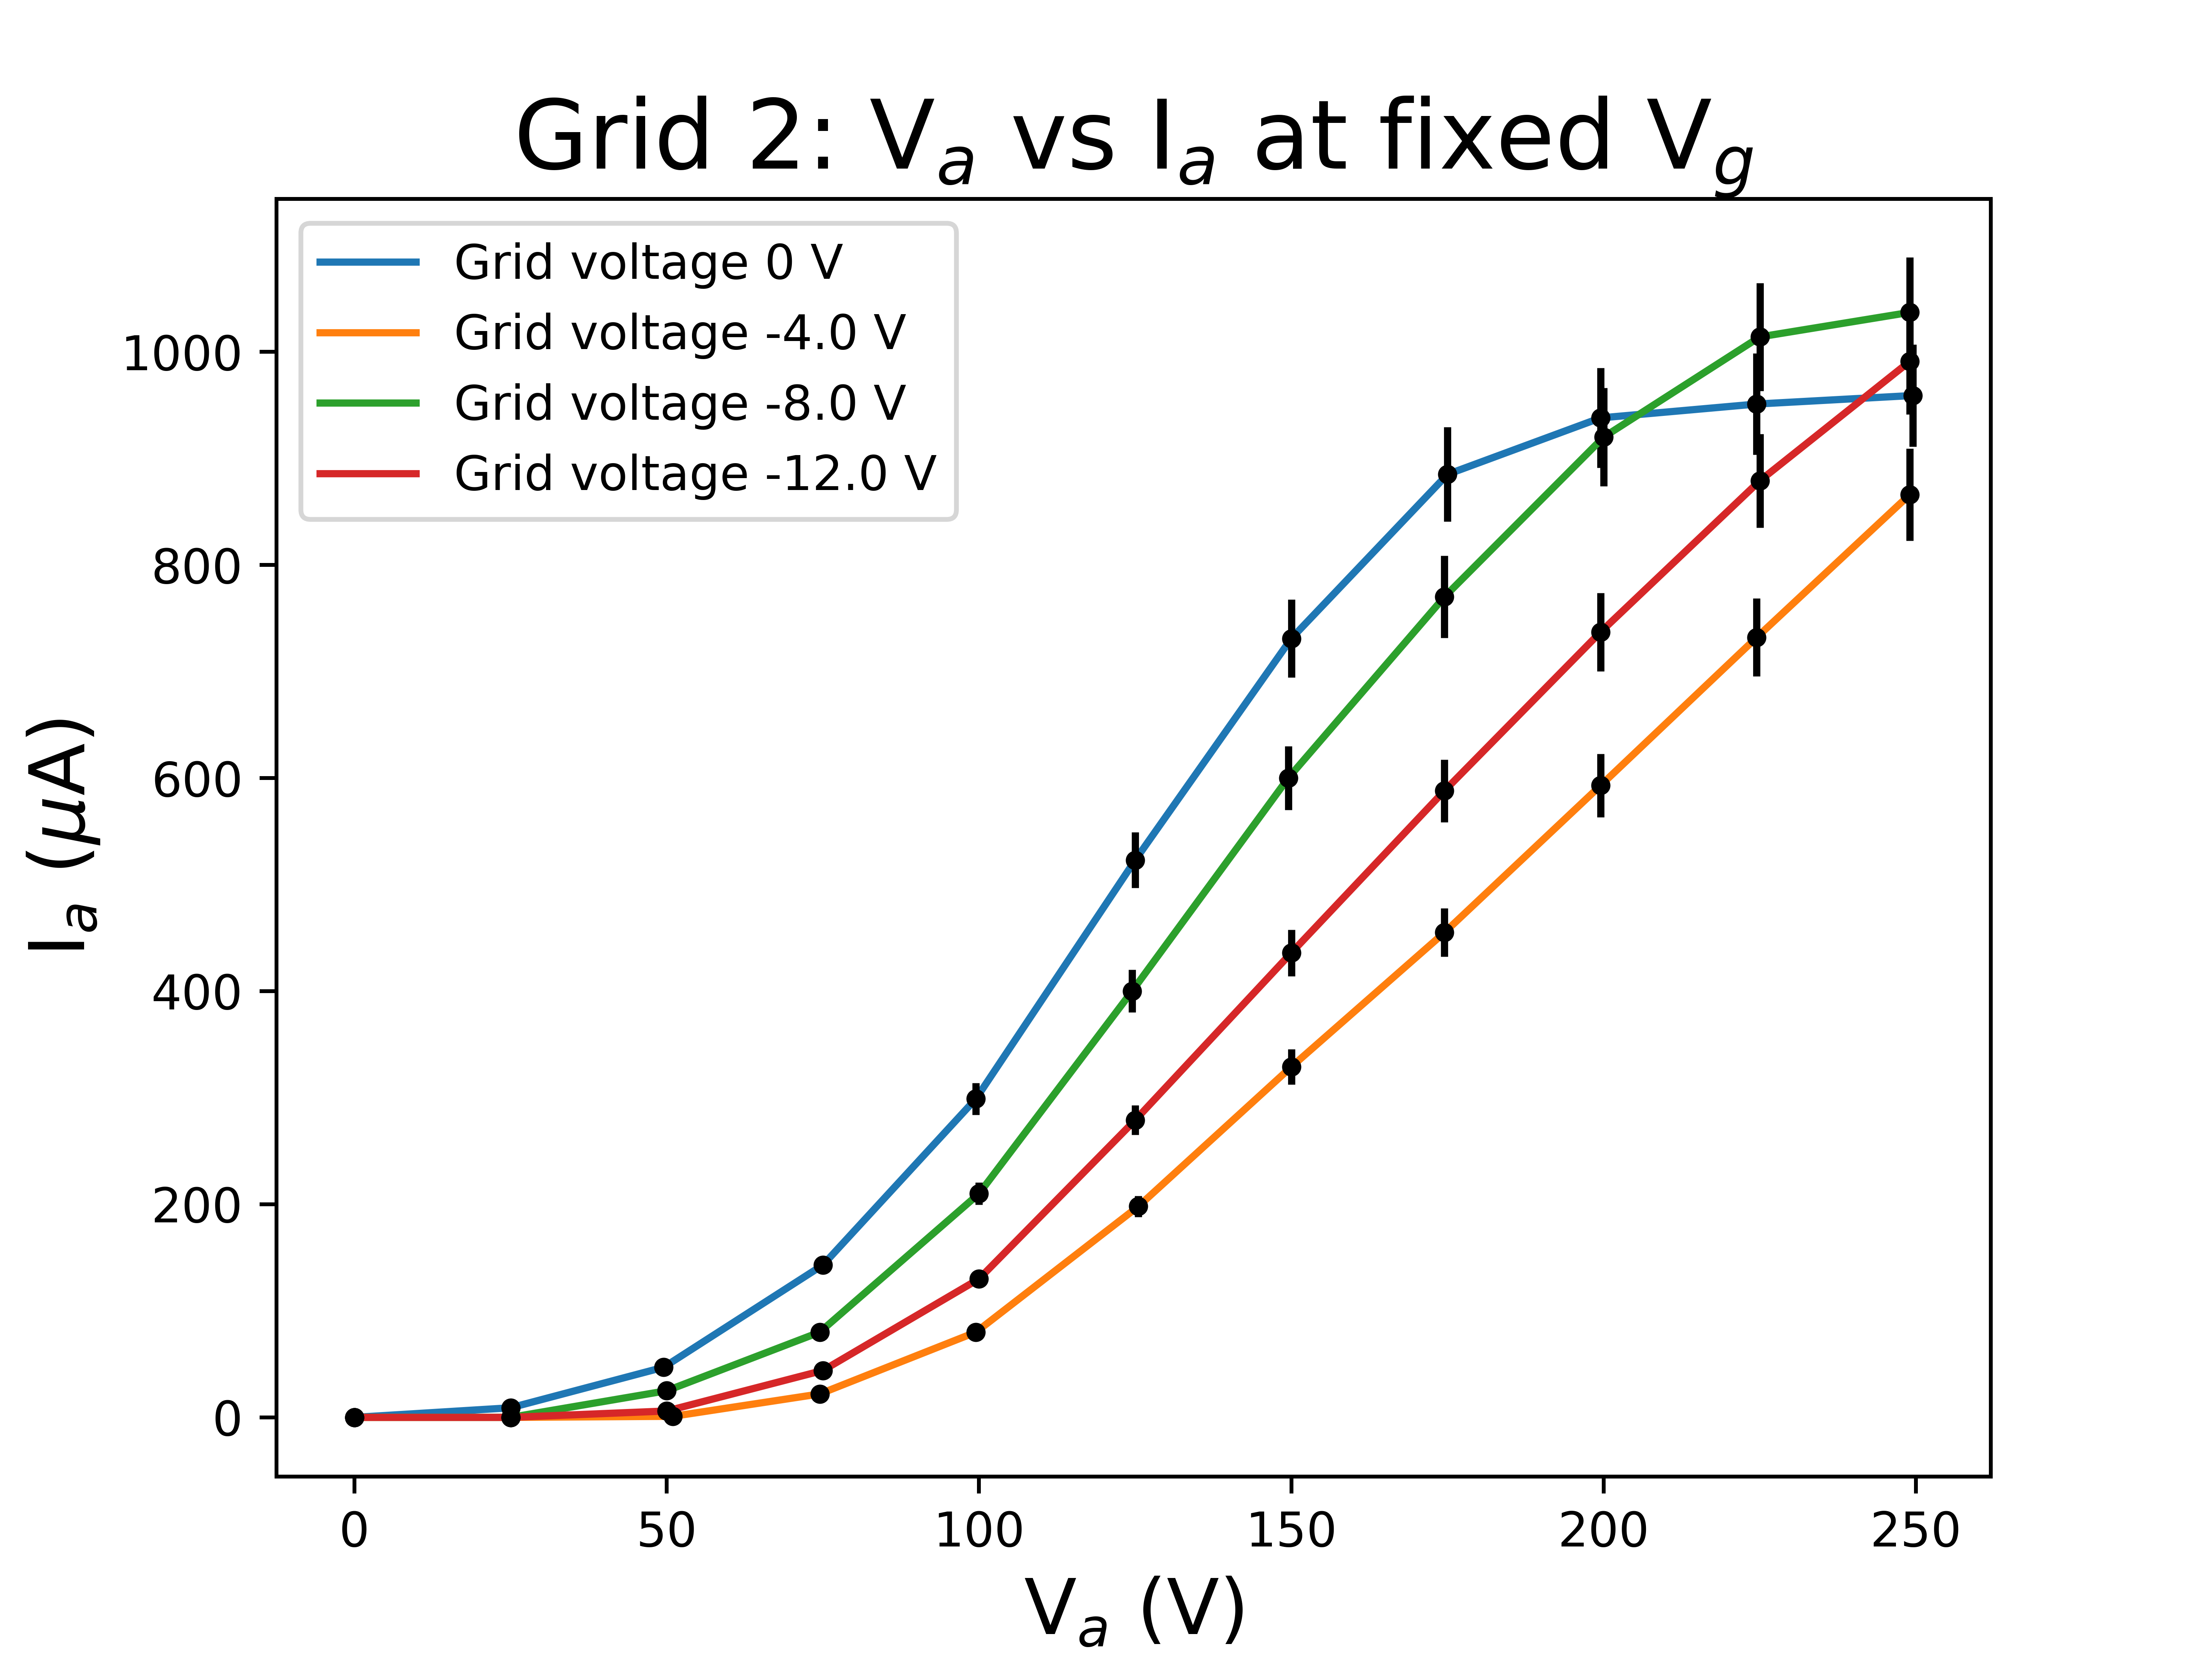 Grid 2: Vₐ vs Iₐ at fixed V_g
Grid voltage 0 V
Grid voltage -4.0 V
Grid voltage -8.0 V
Grid voltage -12.0 V
1000
800
600
400
200
0
Iₐ (μA)
0 50 100 150 200 250
Vₐ (V)